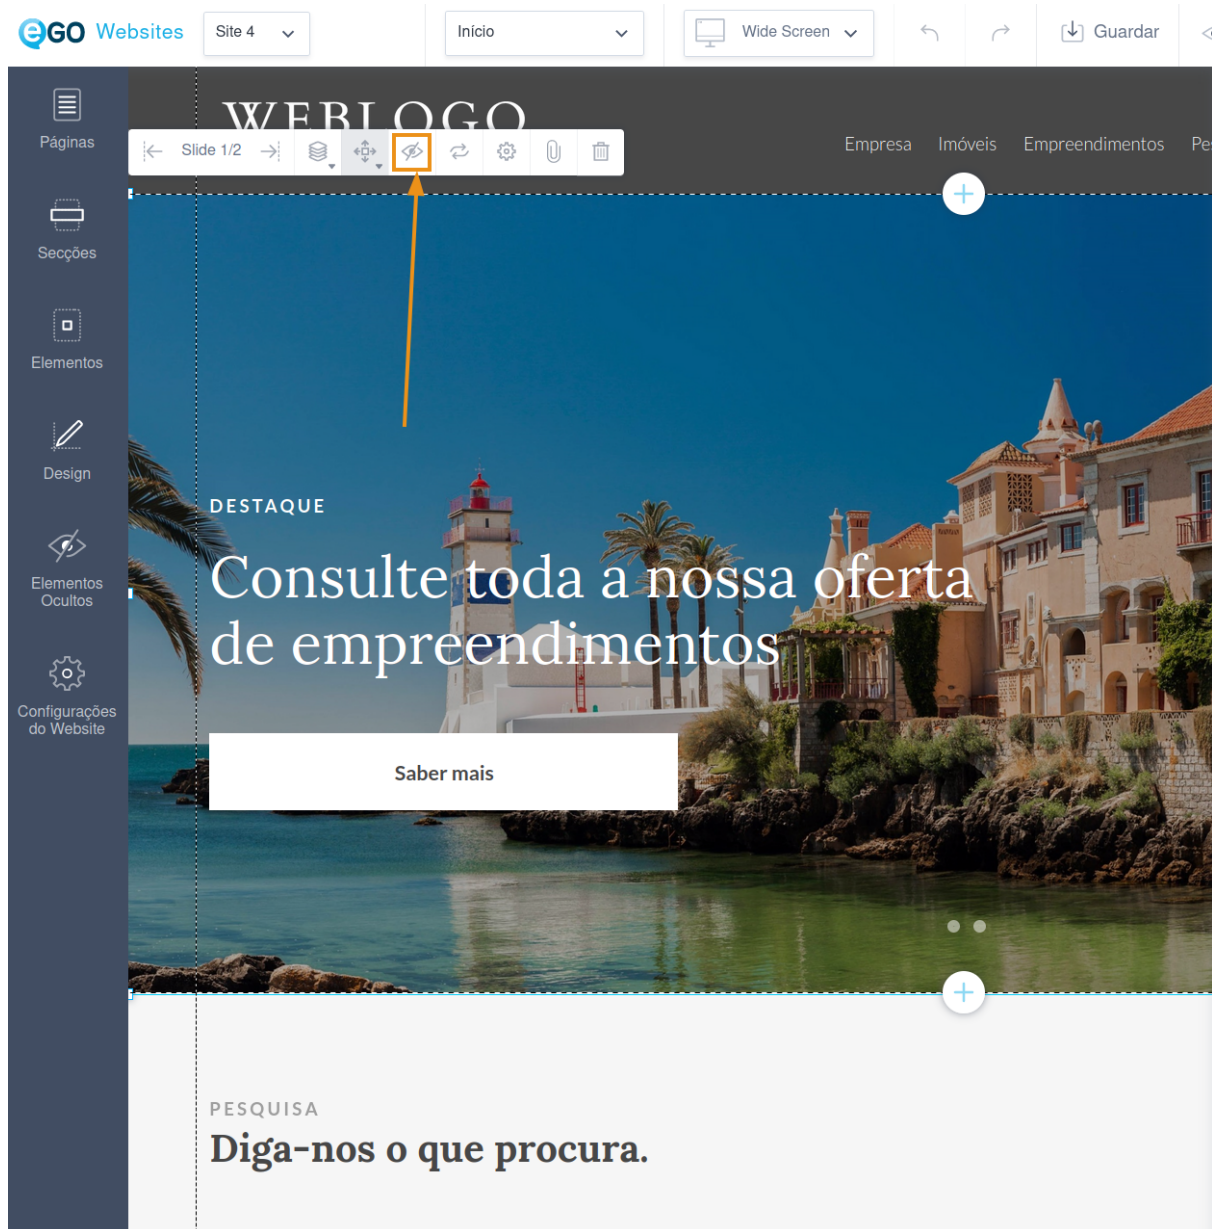 eGO Websites
Site 4
Início
Wide Screen
Guardar
Páginas
Secções
Elementos
Design
Elementos
Ocultos
Configurações
do Website
WEBLOGO
Slide 1/2
Empresa Imóveis Empreendimentos
DESTAQUE
Consulte toda a nossa oferta
de empreendimentos
Saber mais
PESQUISA
Diga-nos o que procura.